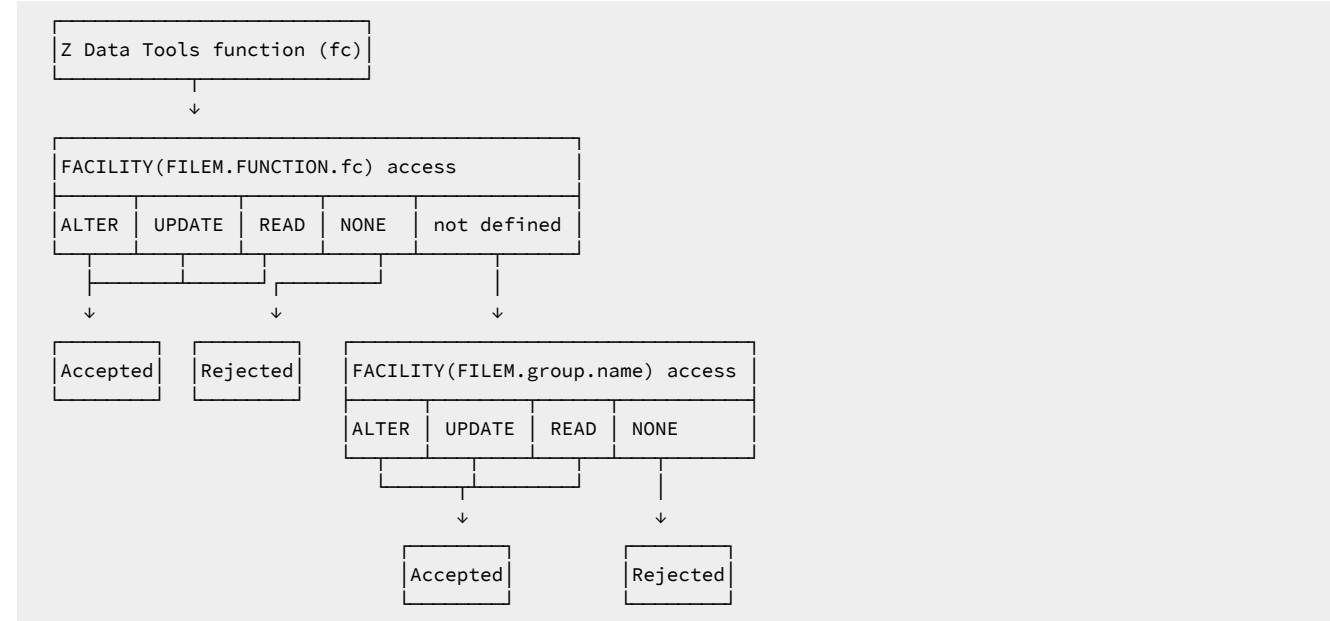 Z Data Tools function (fc)
FACILITY(FILEM.FUNCTION.fc) access
ALTER UPDATE READ NONE not defined
Accepted Rejected FACILITY(FILEM.group.name) access
ALTER UPDATE READ NONE
Accepted Rejected